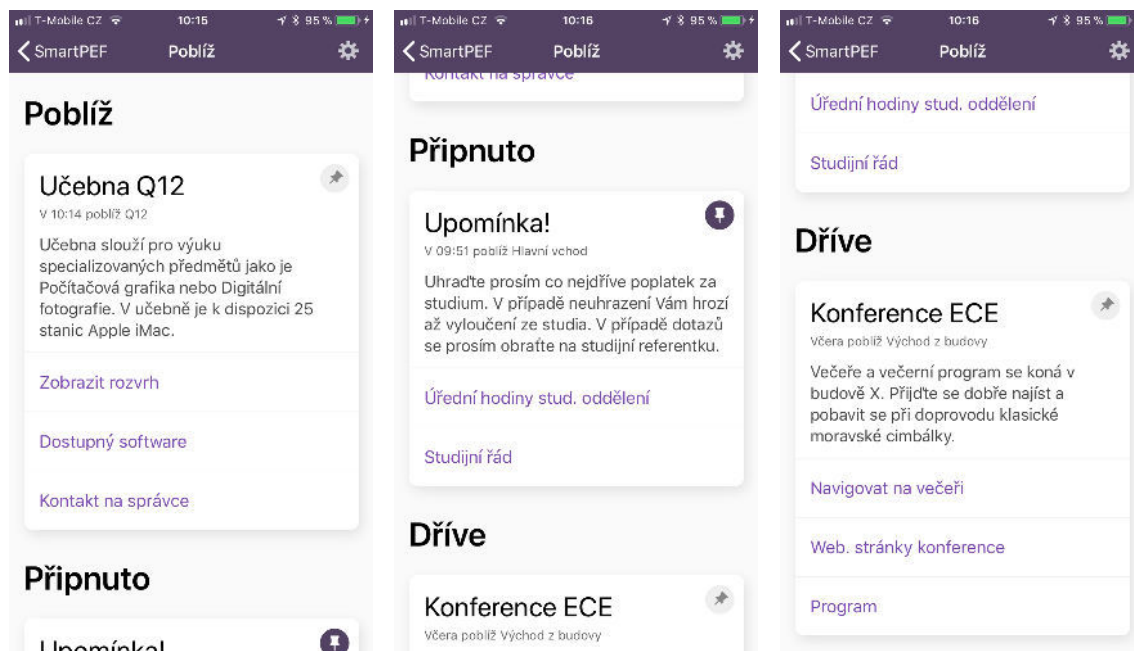 T-Mobile CZ 10:15 95 %
SmartPEF Poblíž
Poblíž
Učebna Q12
V 10:14 poblíž Q12
Učebna slouží pro výuku
specializovaných předmětů jako je
Počítačová grafika nebo Digitální
fotografie. V učebně je k dispozici 25
stanic Apple iMac.
Zobrazit rozvrh
Dostupný software
Kontakt na správce
Připnuto
Upomínka!
T-Mobile CZ 10:16 95 %
SmartPEF Poblíž
Kontakt na správce
Připnuto
Upomínka!
V 09:51 poblíž Hlavní vchod
Uhraďte prosím co nejdříve poplatek za
studium. V případě neuhrazení Vám hrozí
až vyloučení ze studia. V případě dotazů
se prosím obraťte na studijní referentku.
Úřední hodiny stud. oddělení
Studijní řád
Dříve
Konference ECE
Včera poblíž Východ z budovy
T-Mobile CZ 10:16 95 %
SmartPEF Poblíž
Úřední hodiny stud. oddělení
Studijní řád
Dříve
Konference ECE
Včera poblíž Východ z budovy
Večeře a večerní program se koná v
budově X. Přijďte se dobře najíst a
pobavit se při doprovodu klasické
moravské cimbálky.
Navigovat na večeři
Web. stránky konference
Program